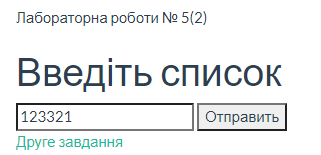 Лабораторна роботи № 5(2)
Введіть список
123321 Отправить
Друге завдання